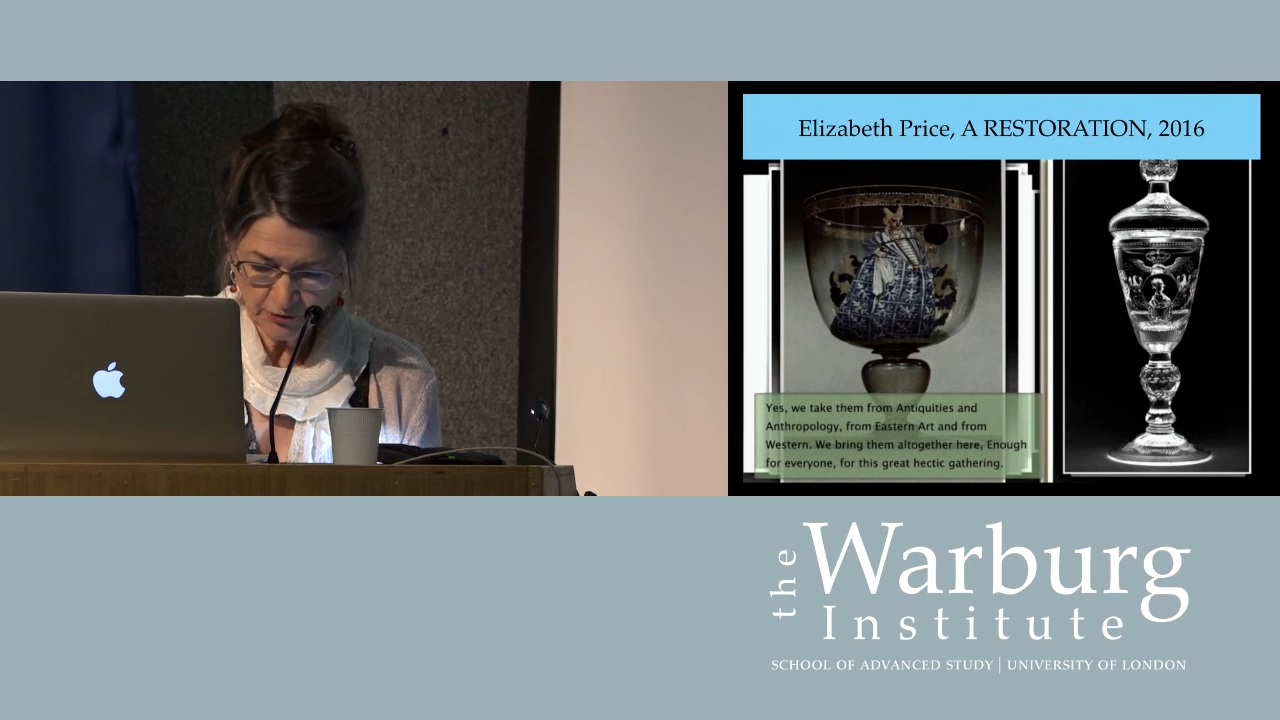 Elizabeth Price, A RESTORATION, 2016
Yes, we take them from Antiquities and
Anthropology, from Eastern Art and from
Western. We bring them altogether here, Enough
for everyone, for this great hectic gathering.
the Warburg
Institute
SCHOOL OF ADVANCED STUDY | UNIVERSITY OF LONDON